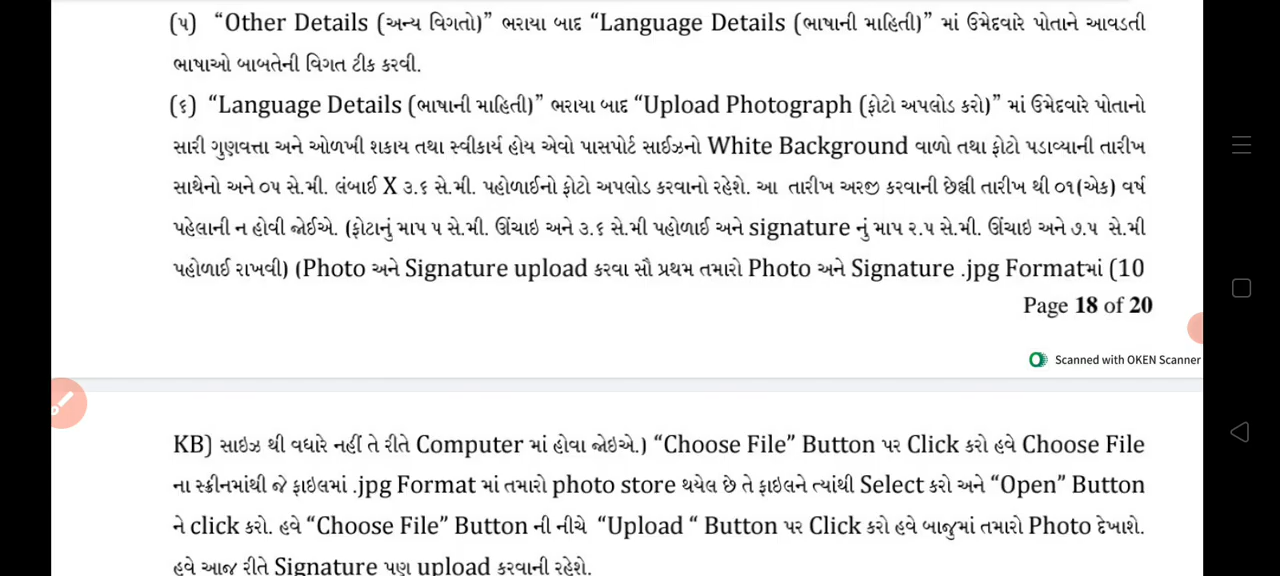 (૫) “Other Details (અન્ય વિગતો)” ભરાયા બાદ “Language Details (ભાષાની માહિતી)” માં ઉમેદવારે પોતાને આવડતી
ભાષાઓ બાબતેની વિગત ટીક કરવી.
(૬) “Language Details (ભાષાની માહિતી)” ભરાયા બાદ “Upload Photograph (ફોટો અપલોડ કરો)” માં ઉમેદવારે પોતાનો
સારી ગુણવત્તા અને ઓળખી શકાય તથા સ્વીકાર્ય હોય એવો પાસપોર્ટ સાઈઝનો White Background વાળો તથા ફોટો પડાવ્યાની તારીખ
સાથેનો અને ૦૫ સે.મી. લંબાઈ X ૩.૬ સે.મી. પહોળાઈનો ફોટો અપલોડ કરવાનો રહેશે. આ તારીખ અરજી કરવાની છેલ્લી તારીખ થી ૦૧(એક) વર્ષ
પહેલાની ન હોવી જોઈએ. (ફોટાનું માપ ૫ સે.મી. ઊંચાઇ અને ૩.૬ સે.મી પહોળાઈ અને signature નું માપ ૨.૫ સે.મી. ઊંચાઇ અને ૭.૫ સે.મી
પહોળાઈ રાખવી) (Photo અને Signature upload કરવા સૌ પ્રથમ તમારો Photo અને Signature .jpg Formatમાં (10
Page 18 of 20
Scanned with OKEN Scanner
KB) સાઇઝ થી વધારે નહીં તે રીતે Computer માં હોવા જોઇએ.) “Choose File” Button પર Click કરો હવે Choose File
ના સ્ક્રીનમાંથી જે ફાઇલમાં .jpg Format માં તમારો photo store થયેલ છે તે ફાઇલને ત્યાંથી Select કરો અને “Open” Button
ને click કરો. હવે “Choose File” Button ની નીચે “Upload “ Button પર Click કરો હવે બાજુમાં તમારો Photo દેખાશે.
હવે આજ રીતે Signature પણ upload કરવાની રહેશે.